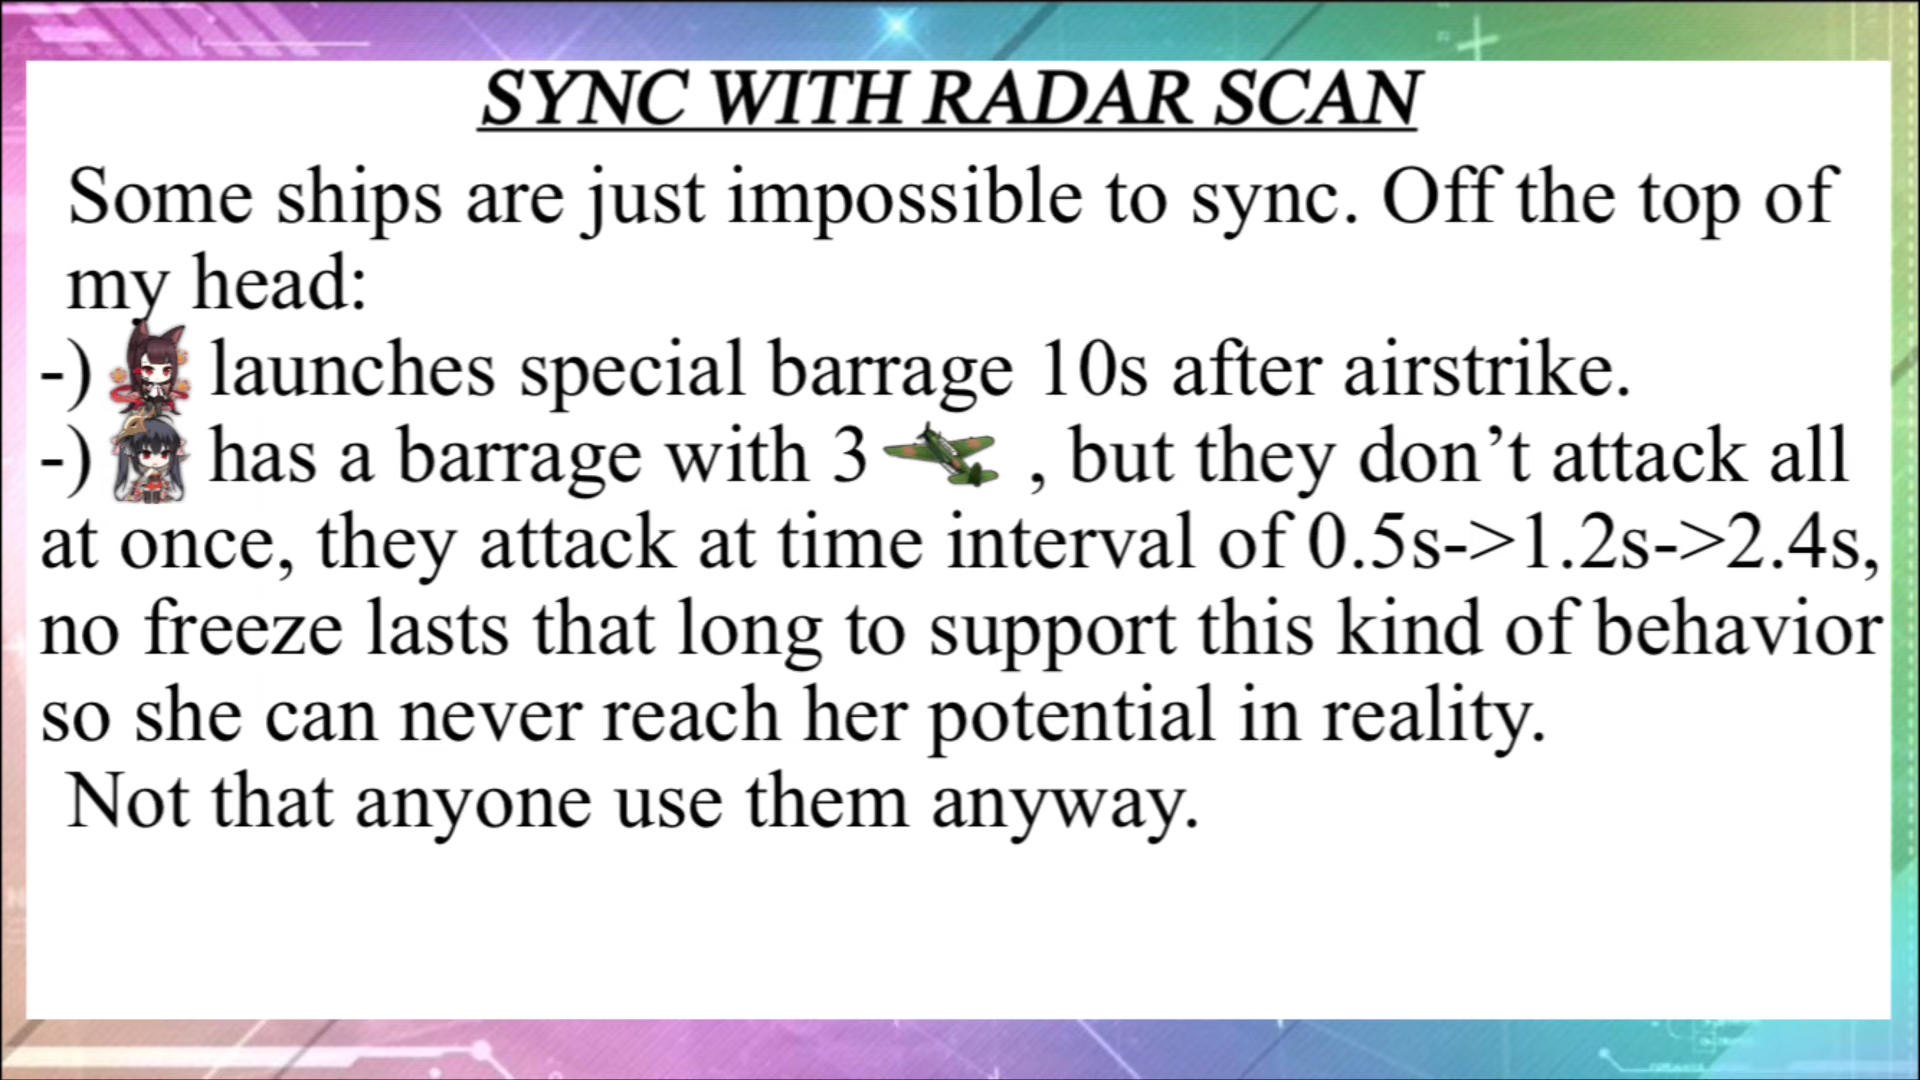 SYNC WITH RADAR SCAN
Some ships are just impossible to sync. Off the top of
my head:
-) launches special barrage 10s after airstrike.
-) has a barrage with 3 , but they don’t attack all
at once, they attack at time interval of 0.5s->1.2s->2.4s,
no freeze lasts that long to support this kind of behavior
so she can never reach her potential in reality.
Not that anyone use them anyway.